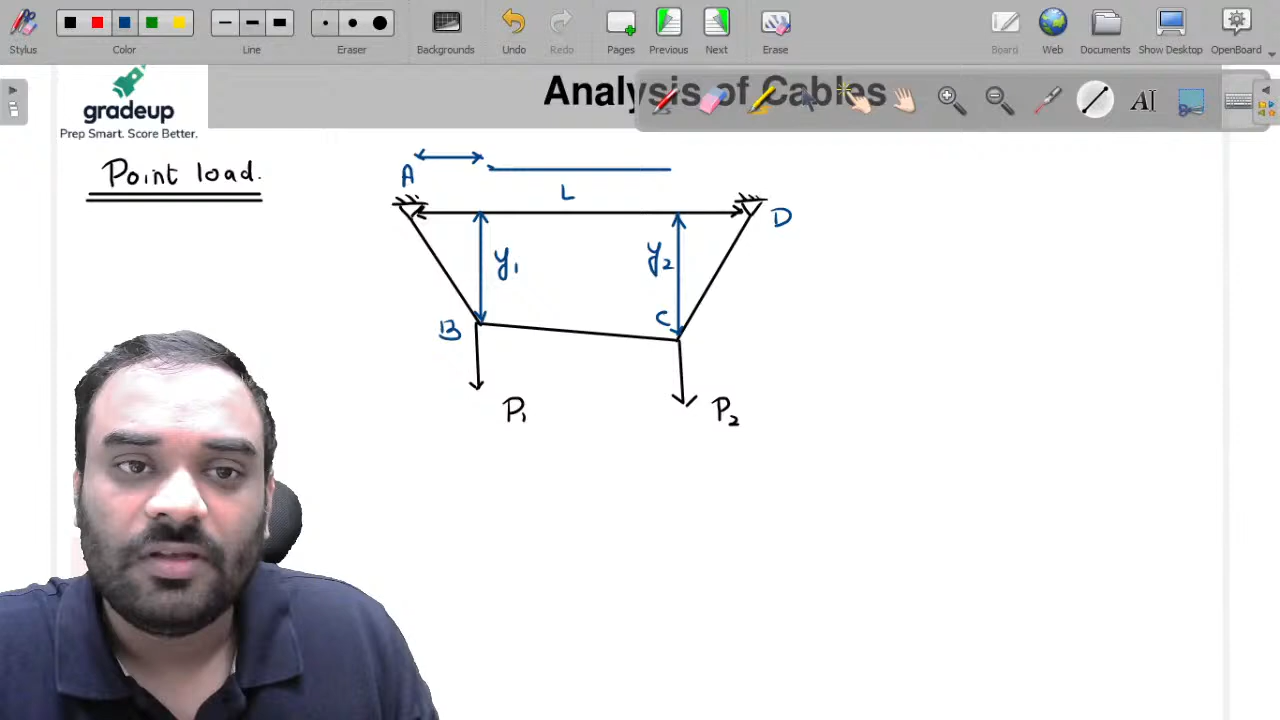 Stylus
Color
Line
Eraser
Backgrounds
Undo
Redo
Pages
Previous
Next
Erase
Board
Web
Documents
Show Desktop
OpenBoard
gradeup
Prep Smart. Score Better.
Analysis of Cables
Point load.
A
L
D
y₁
y₂
B
C
P₁
P₂